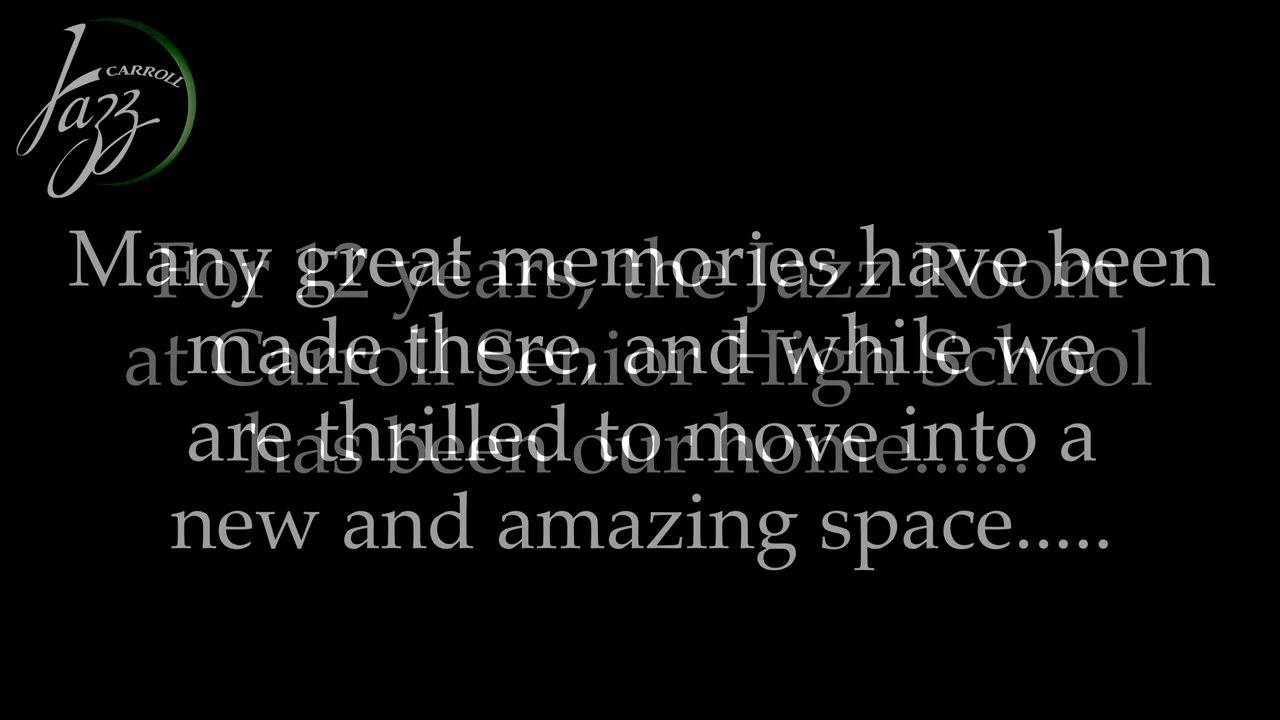 Jazz
CARROLL
For 12 years, the Jazz Room
at Carroll Senior High School
has been our home......
Many great memories have been
made there, and while we
are thrilled to move into a
new and amazing space.....